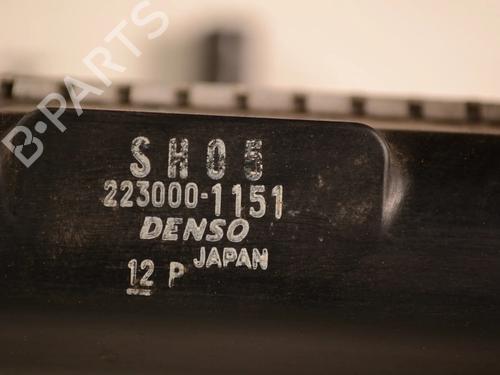 B-PARTS
SH05
223000-1151
DENSO
JAPAN
12 P